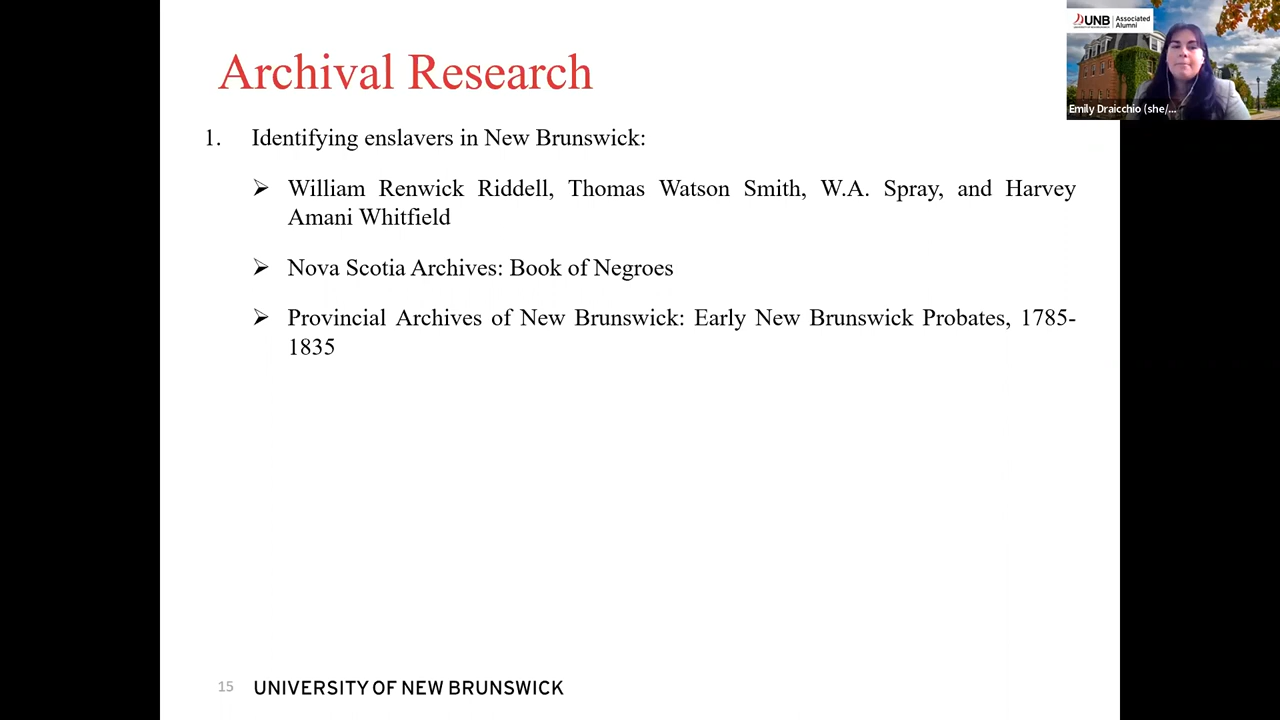 Archival Research
1. Identifying enslavers in New Brunswick:
➢ William Renwick Riddell, Thomas Watson Smith, W.A. Spray, and Harvey
Amani Whitfield
➢ Nova Scotia Archives: Book of Negroes
➢ Provincial Archives of New Brunswick: Early New Brunswick Probates, 1785-
1835
15 UNIVERSITY OF NEW BRUNSWICK
UNB Associated
Alumni
Emily Draicchio (she/...